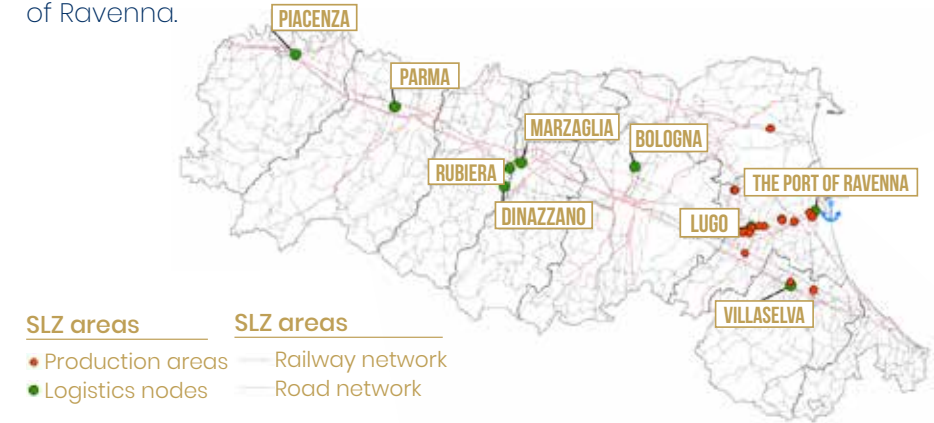 of Ravenna.
PIACENZA
PARMA
MARZAGLIA
BOLOGNA
RUBIERA
THE PORT OF RAVENNA
DINAZZANO
LUGO
VILLASELVA
SLZ areas
Production areas
Logistics nodes
SLZ areas
Railway network
Road network